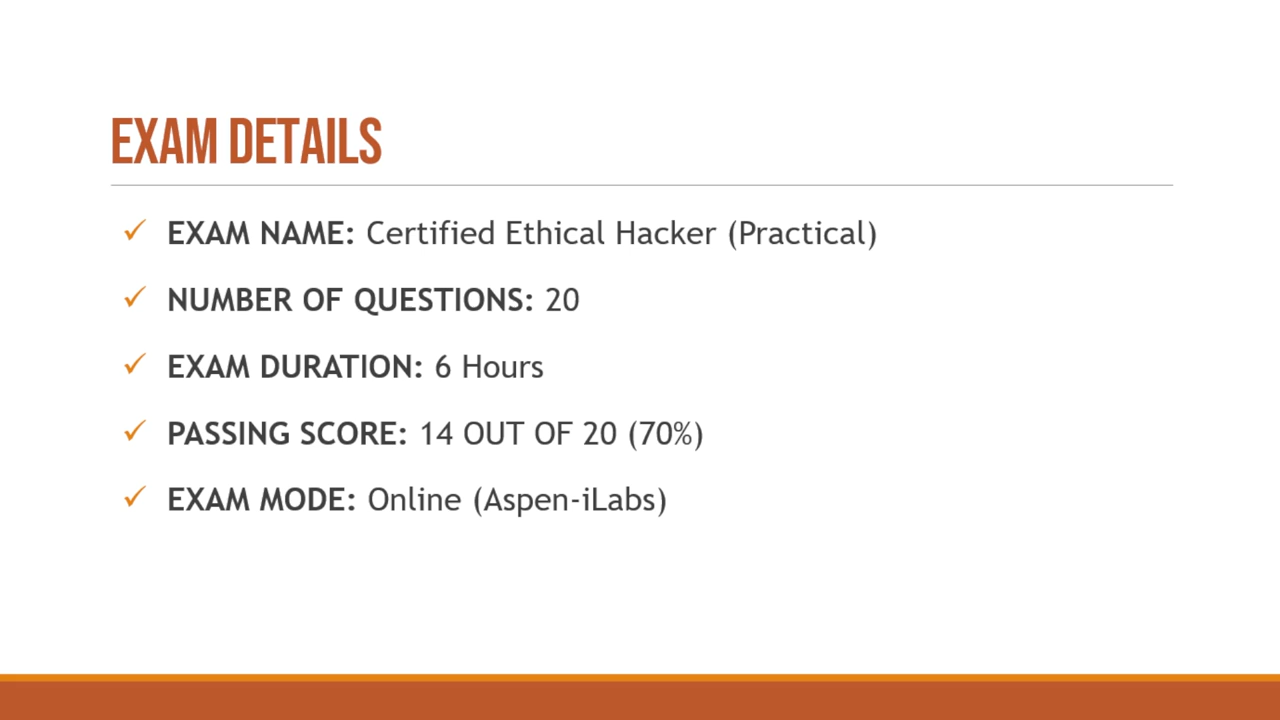 EXAM DETAILS
✓ EXAM NAME: Certified Ethical Hacker (Practical)
✓ NUMBER OF QUESTIONS: 20
✓ EXAM DURATION: 6 Hours
✓ PASSING SCORE: 14 OUT OF 20 (70%)
✓ EXAM MODE: Online (Aspen-iLabs)